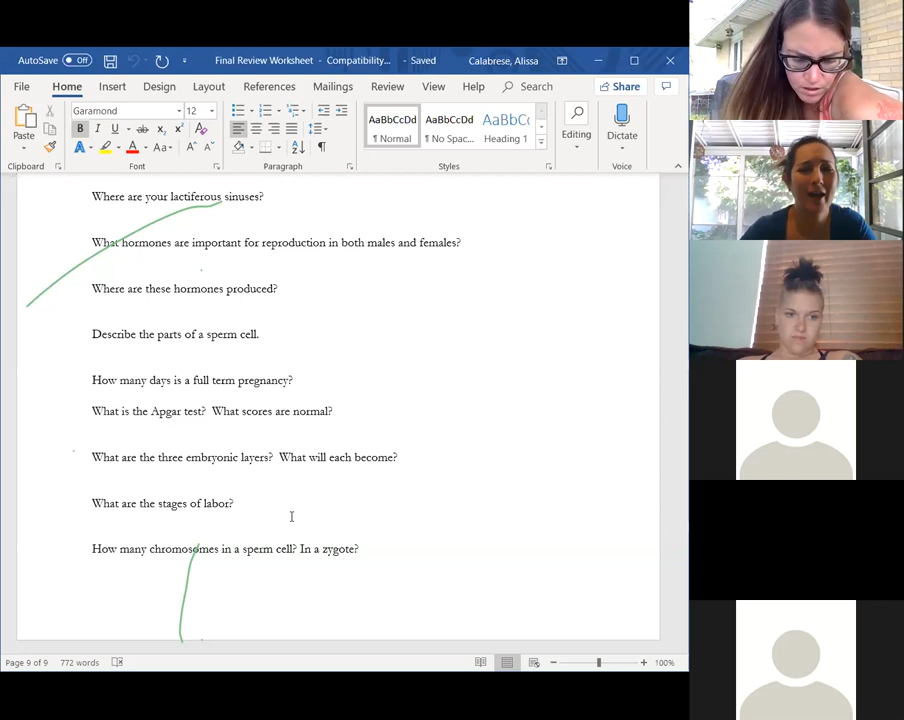 AutoSave Off Final Review Worksheet - Compatibility... - Saved Calabrese, Alissa
File Home Insert Design Layout References Mailings Review View Help Search Share
Paste Garamond 12 AaBbCcDd AaBbCcDd AaBbCc Editing Dictate
¶ Normal ¶ No Spac... Heading 1
Clipboard Font Paragraph Styles Voice
Where are your lactiferous sinuses?
What hormones are important for reproduction in both males and females?
Where are these hormones produced?
Describe the parts of a sperm cell.
How many days is a full term pregnancy?
What is the Apgar test? What scores are normal?
What are the three embryonic layers? What will each become?
What are the stages of labor?
How many chromosomes in a sperm cell? In a zygote?
Page 9 of 9 772 words 100%